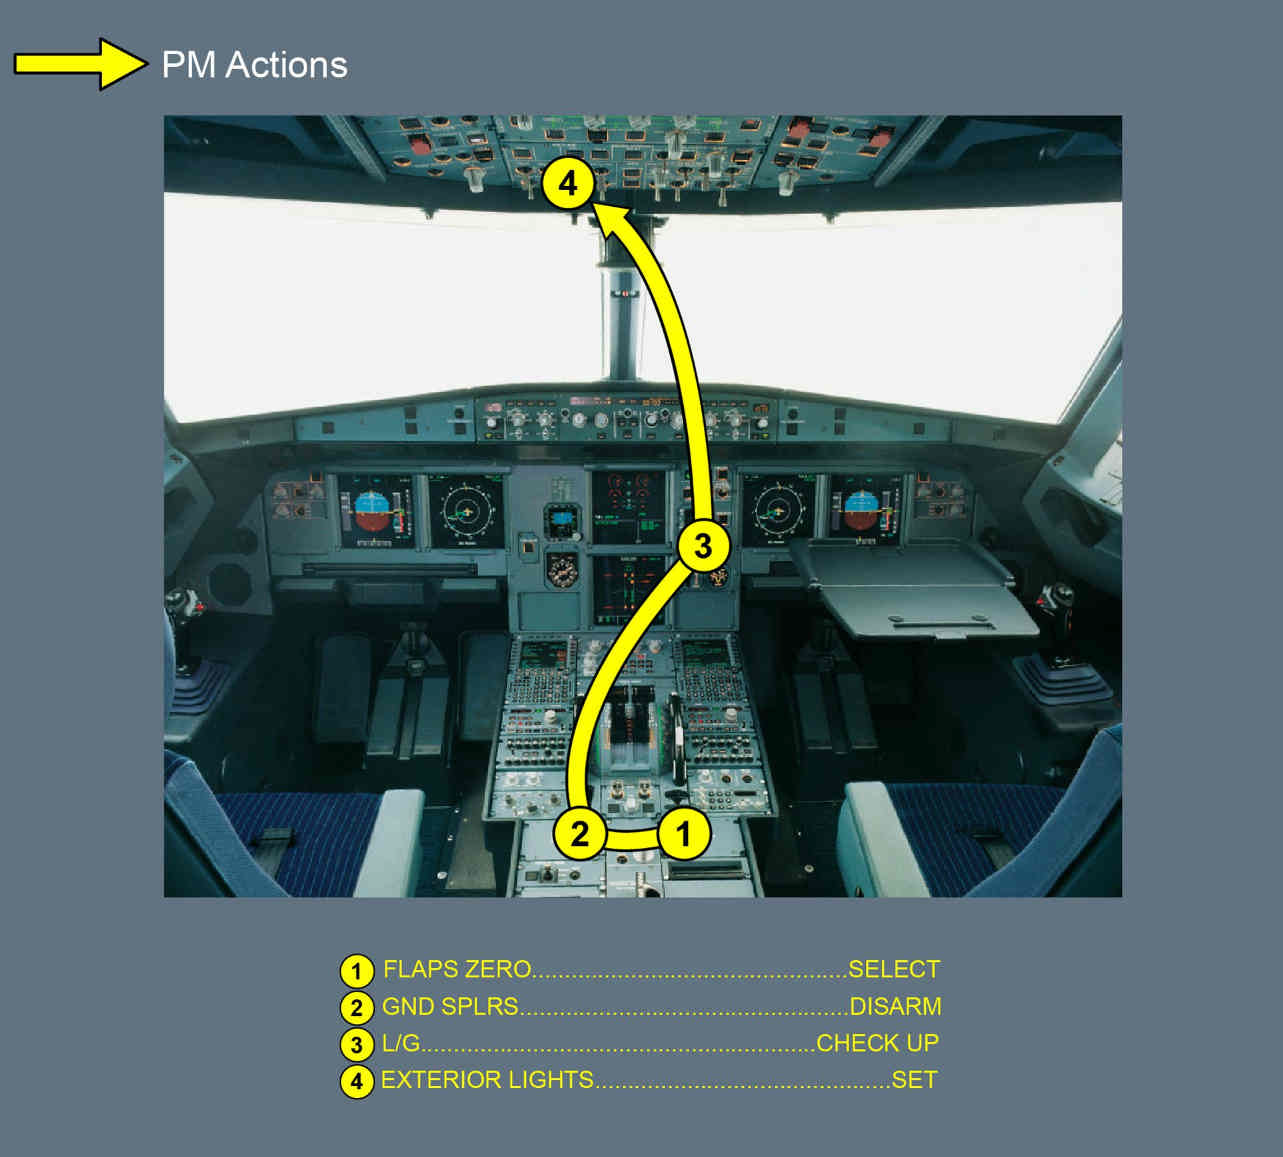 PM Actions
4
3
2
1
1 FLAPS ZERO................................................SELECT
2 GND SPLRS..................................................DISARM
3 L/G............................................................CHECK UP
4 EXTERIOR LIGHTS.............................................SET